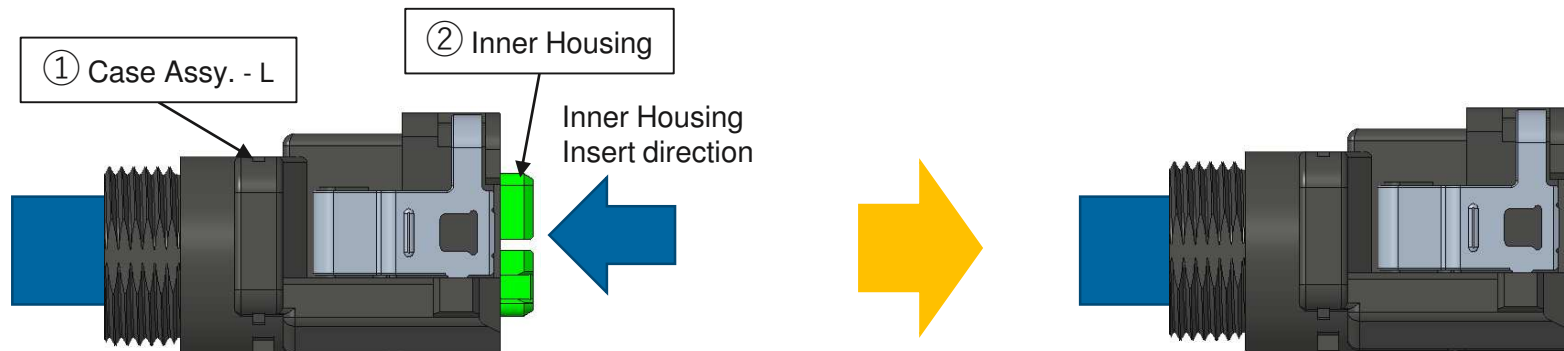 ② Inner Housing
① Case Assy. - L
Inner Housing
Insert direction